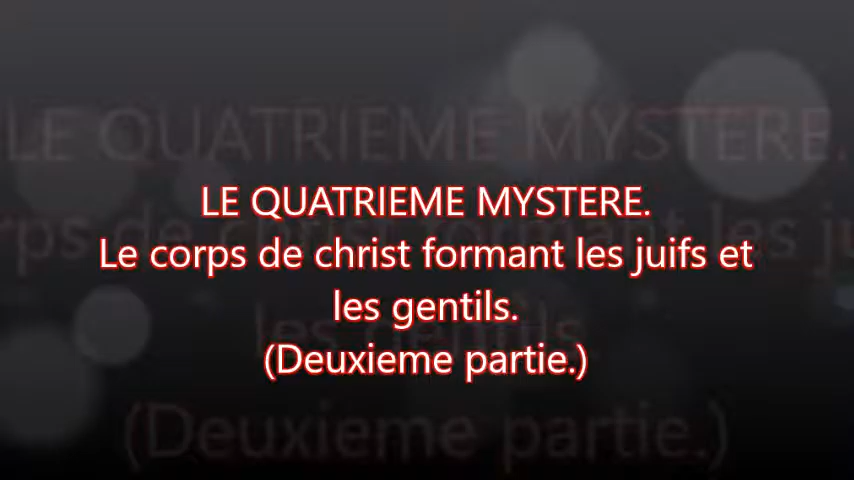 LE QUATRIEME MYSTERE.
Le corps de christ formant les juifs et
les gentils.
(Deuxieme partie.)